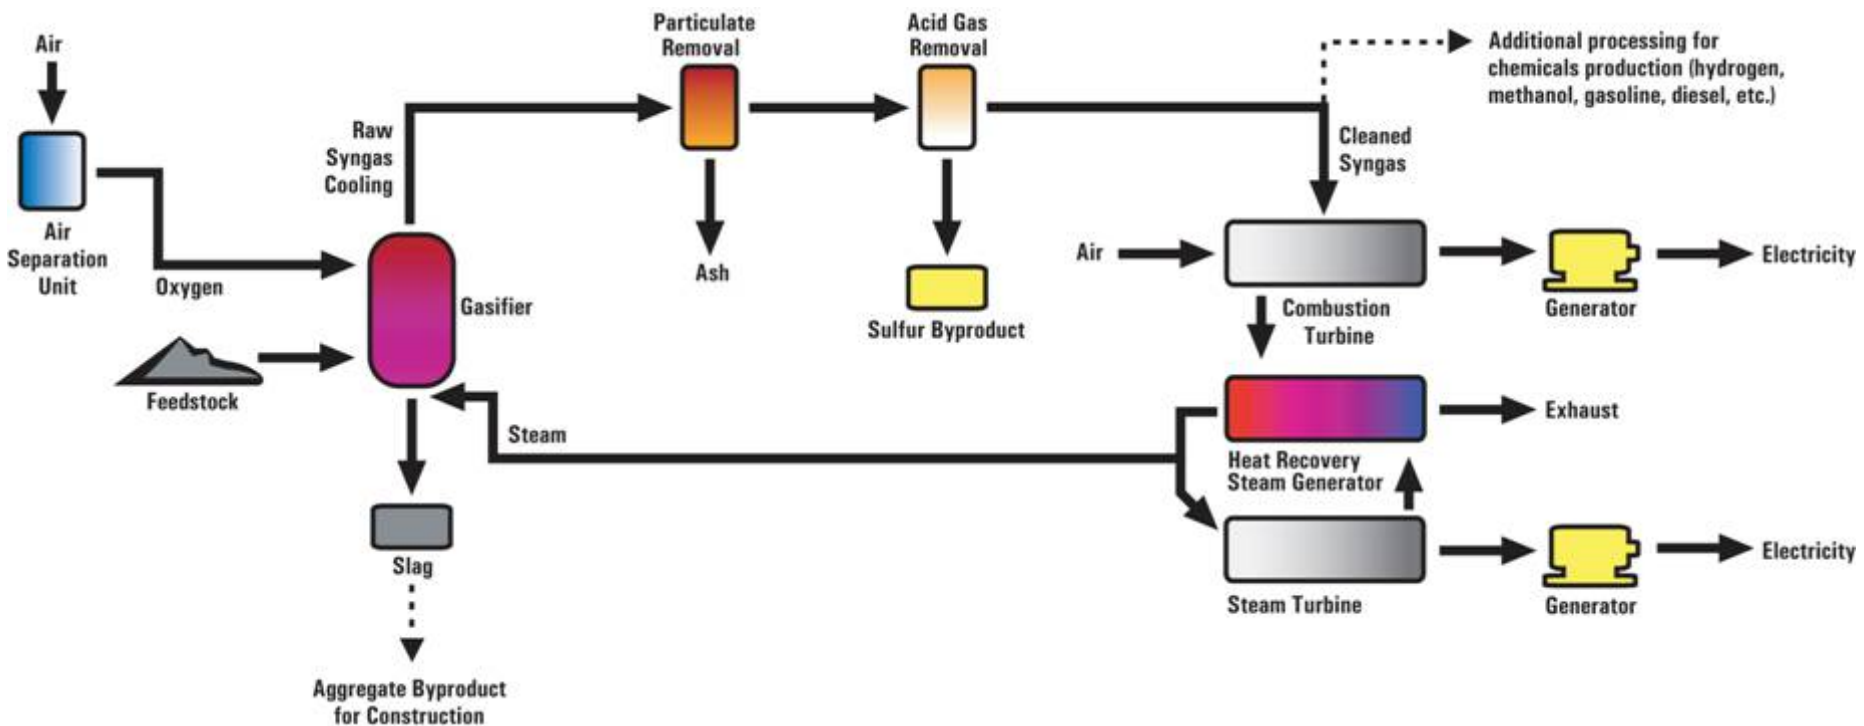 Air
Air
Separation
Unit
Oxygen
Feedstock
Raw
Syngas
Cooling
Gasifier
Steam
Slag
Aggregate Byproduct
for Construction
Particulate
Removal
Ash
Acid Gas
Removal
Sulfur Byproduct
Additional processing for
chemicals production (hydrogen,
methanol, gasoline, diesel, etc.)
Cleaned
Syngas
Air
Combustion
Turbine
Generator
Electricity
Heat Recovery
Steam Generator
Exhaust
Steam Turbine
Generator
Electricity